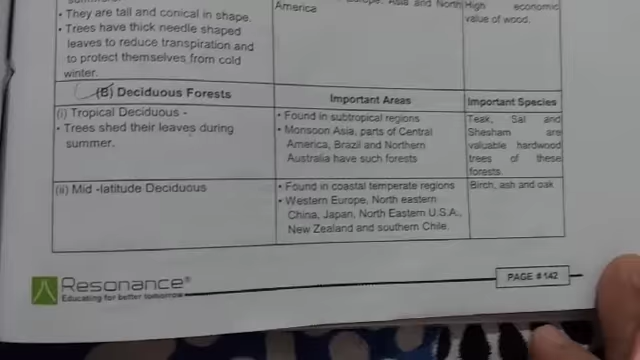 • They are tall and conical in shape.
• Trees have thick needle shaped
leaves to reduce transpiration and
to protect themselves from cold
winter.
Asia and North
America
High economic
value of wood.
(B) Deciduous Forests
Important Areas
Important Species
(i) Tropical Deciduous -
• Trees shed their leaves during
summer.
• Found in subtropical regions
• Monsoon Asia, parts of Central
America, Brazil and Northern
Australia have such forests
Teak, Sal and
Shesham are
valuable hardwood
trees of these
forests.
(ii) Mid -latitude Deciduous
• Found in coastal temperate regions
• Western Europe, North eastern
China, Japan, North Eastern U.S.A.,
New Zealand and southern Chile.
Birch, ash and oak
Resonance®
Educating for better tomorrow
PAGE # 142